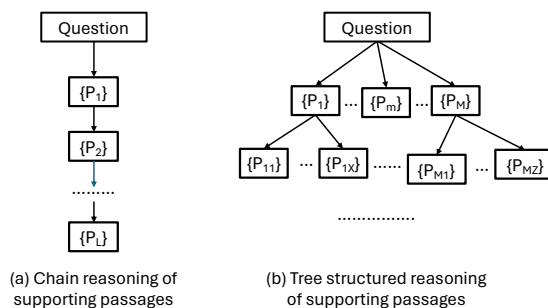 Question
{P1}
{P2}
.........
{PL}
(a) Chain reasoning of
supporting passages
Question
{P1} ... {Pm} ... {PM}
{P11} ... {P1X} ...... {PM1} ... {PMZ}
................
(b) Tree structured reasoning
of supporting passages